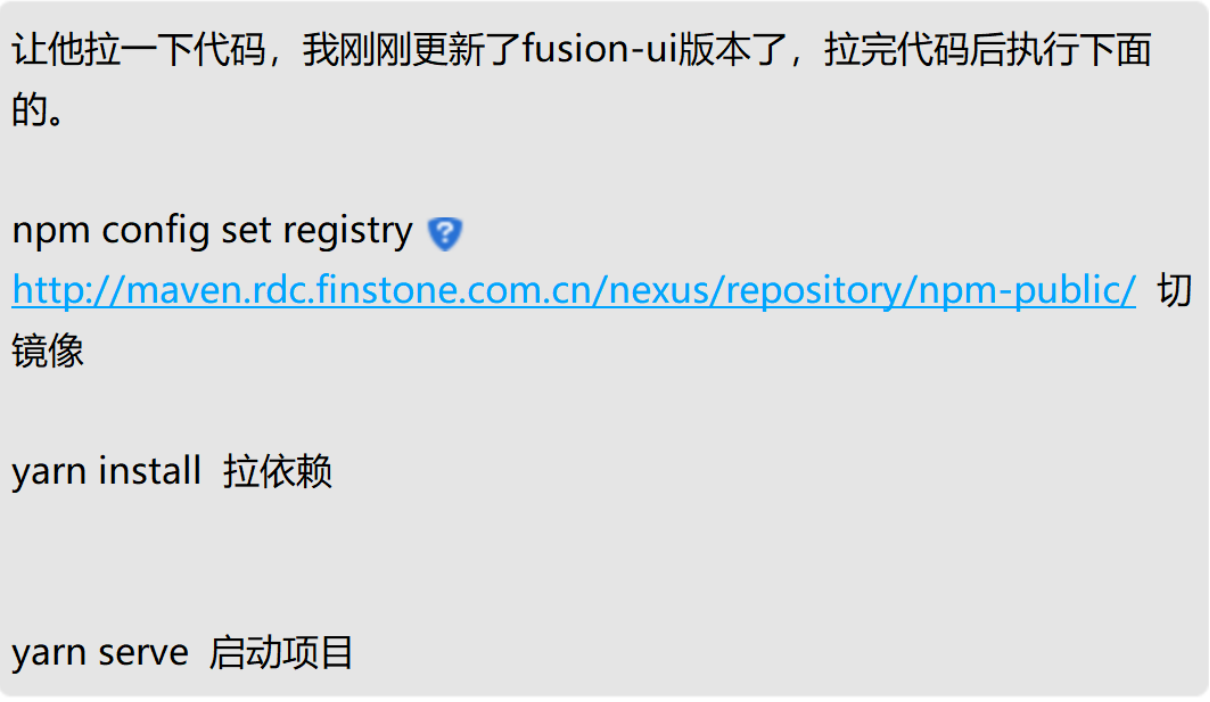 让他拉一下代码，我刚刚更新了fusion-ui版本了，拉完代码后执行下面
的。
npm config set registry
http://maven.rdc.finstone.com.cn/nexus/repository/npm-public/ 切
镜像
yarn install 拉依赖
yarn serve 启动项目